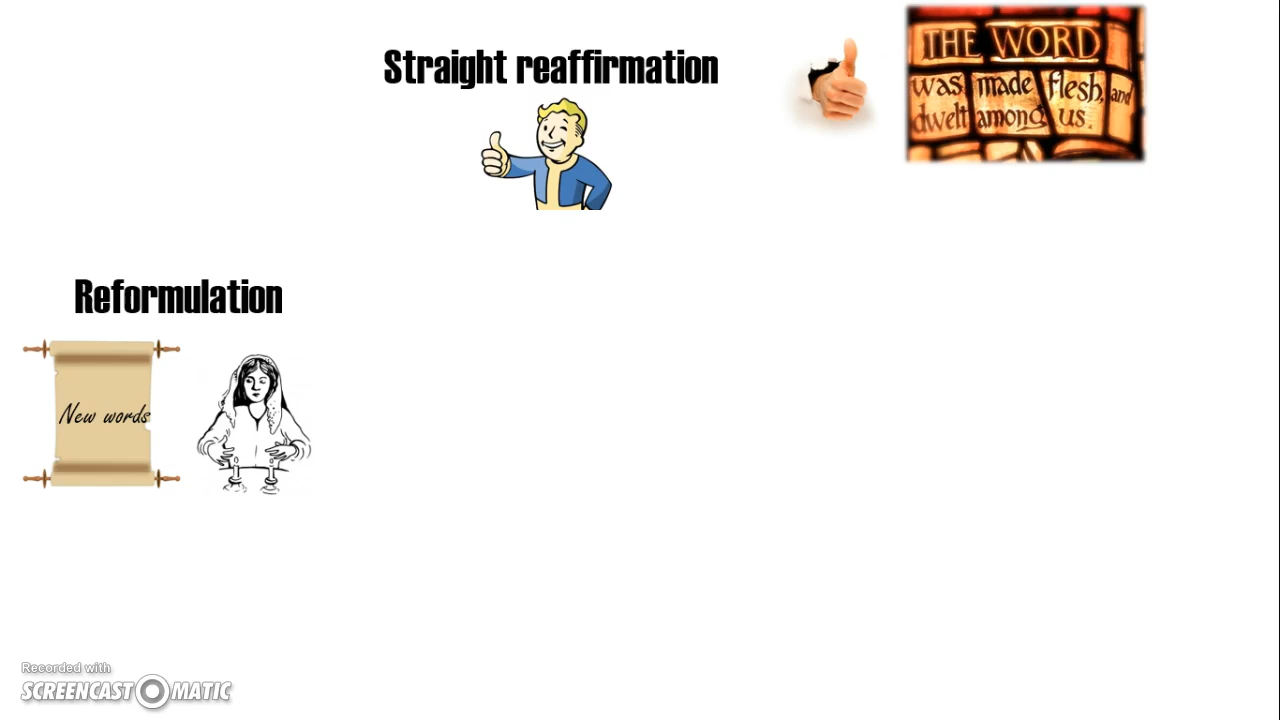 Straight reaffirmation
THE WORD
was made flesh, and
dwelt among us.
Reformulation
New words
Recorded with
SCREENCAST-O-MATIC